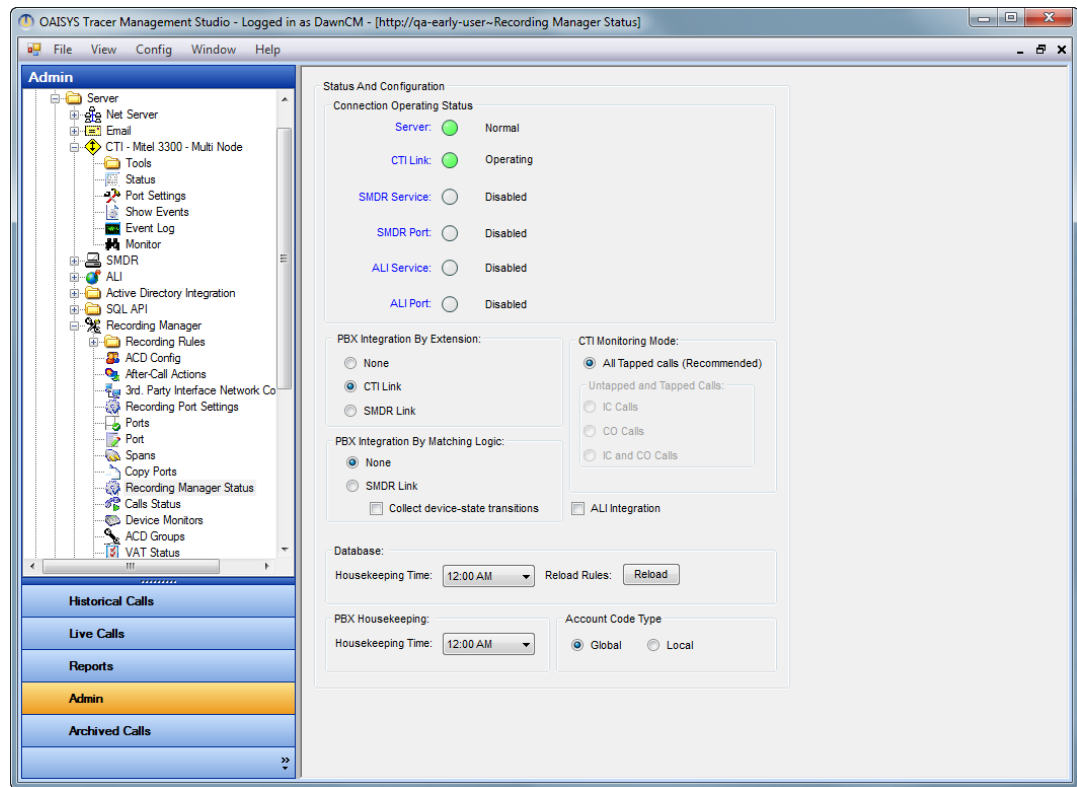 OAISYS Tracer Management Studio - Logged in as DawnCM - [http://qa-early-user~Recording Manager Status]
File View Config Window Help
Admin
Server
Net Server
Email
CTI - Mitel 3300 - Multi Node
Tools
Status
Port Settings
Show Events
Event Log
Monitor
SMDR
ALI
Active Directory Integration
SQL API
Recording Manager
Recording Rules
ACD Config
After-Call Actions
3rd. Party Interface Network Co
Recording Port Settings
Ports
Port
Spans
Copy Ports
Recording Manager Status
Calls Status
Device Monitors
ACD Groups
VAT Status
Historical Calls
Live Calls
Reports
Admin
Archived Calls
Status And Configuration
Connection Operating Status
Server: Normal
CTI Link: Operating
SMDR Service: Disabled
SMDR Port: Disabled
ALI Service: Disabled
ALI Port: Disabled
PBX Integration By Extension:
None
CTI Link
SMDR Link
CTI Monitoring Mode:
All Tapped calls (Recommended)
Untapped and Tapped Calls:
IC Calls
CO Calls
IC and CO Calls
PBX Integration By Matching Logic:
None
SMDR Link
Collect device-state transitions
ALI Integration
Database:
Housekeeping Time: 12:00 AM Reload Rules: Reload
PBX Housekeeping:
Housekeeping Time: 12:00 AM
Account Code Type
Global Local